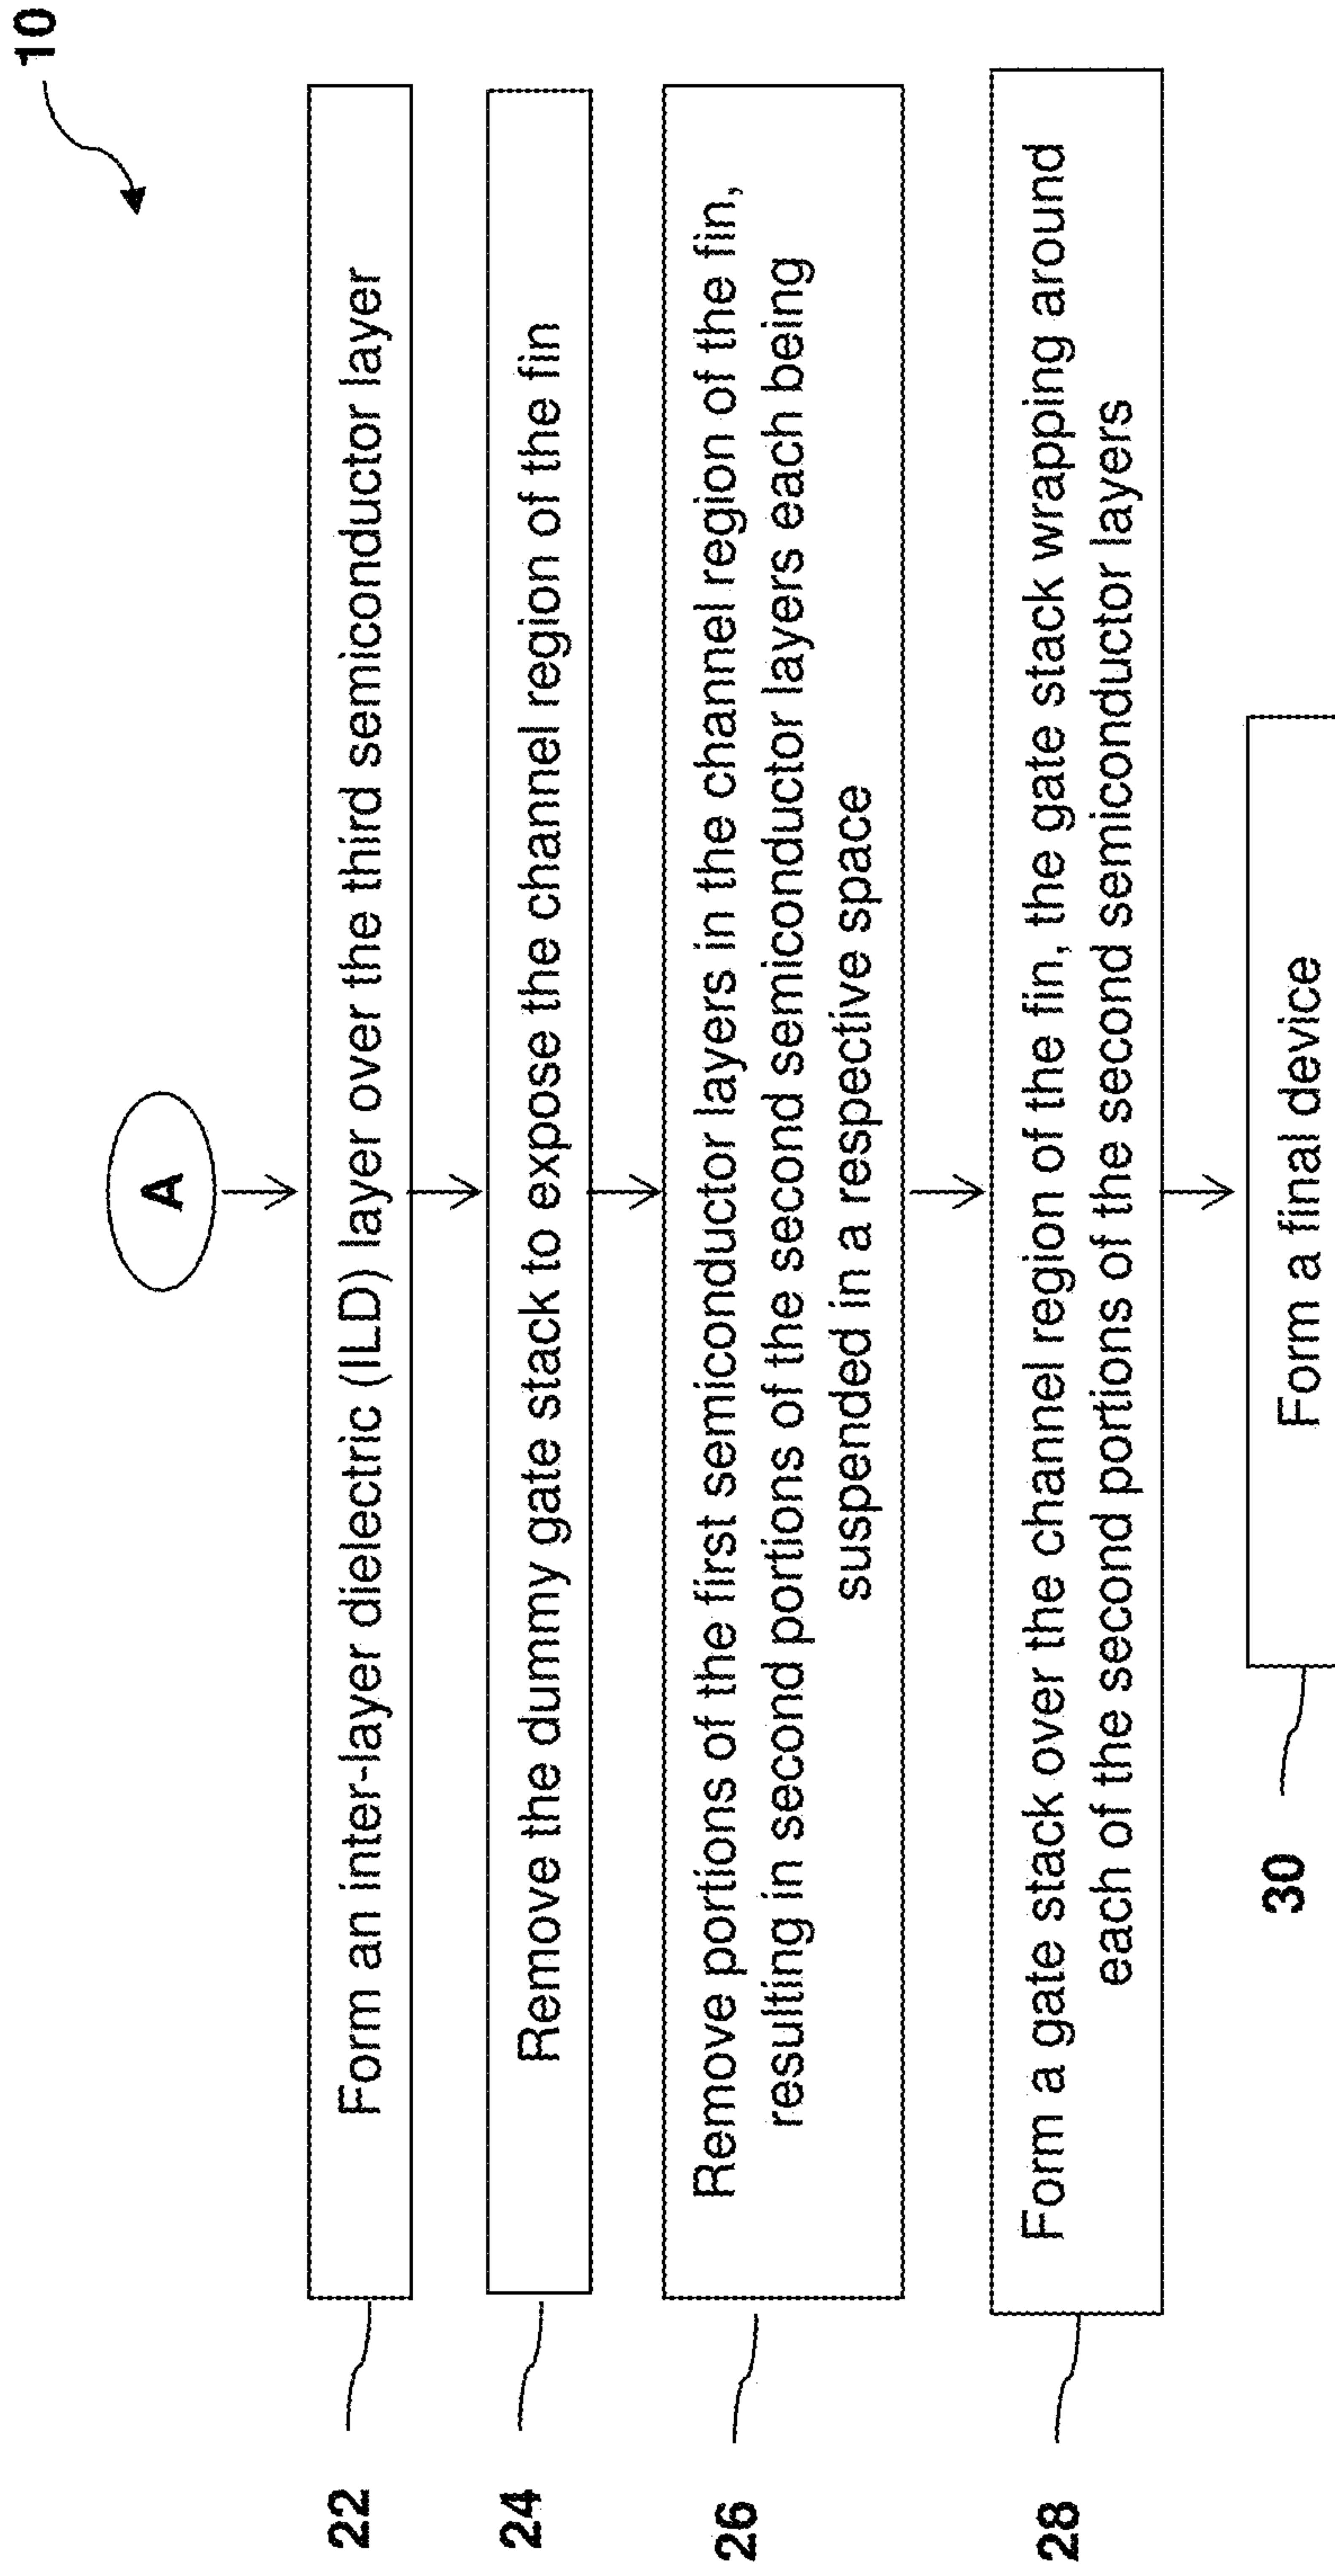 10
A
22
Form an inter-layer dielectric (ILD) layer over the third semiconductor layer
24
Remove the dummy gate stack to expose the channel region of the fin
26
Remove portions of the first semiconductor layers in the channel region of the fin,
resulting in second portions of the second semiconductor layers each being
suspended in a respective space
28
Form a gate stack over the channel region of the fin, the gate stack wrapping around
each of the second portions of the second semiconductor layers
30
Form a final device